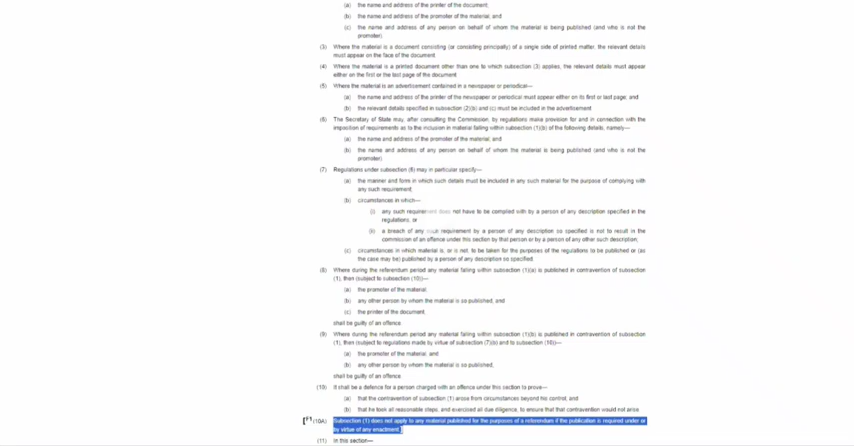 (a) the name and address of the printer of the document;
(b) the name and address of the promoter of the material; and
(c) the name and address of any person on behalf of whom the material is being published (and who is not the
promoter).
(3) Where the material is a document consisting (or consisting principally) of a single side of printed matter, the relevant details
must appear on the face of the document.
(4) Where the material is a printed document other than one to which subsection (3) applies, the relevant details must appear
either on the first or the last page of the document.
(5) Where the material is an advertisement contained in a newspaper or periodical—
(a) the name and address of the printer of the newspaper or periodical must appear either on its first or last page; and
(b) the relevant details specified in subsection (2)(b) and (c) must be included in the advertisement.
(6) The Secretary of State may, after consulting the Commission, by regulations make provision for and in connection with the
imposition of requirements as to the inclusion in material falling within subsection (1)(b) of the following details, namely—
(a) the name and address of the promoter of the material; and
(b) the name and address of any person on behalf of whom the material is being published (and who is not the
promoter).
(7) Regulations under subsection (6) may in particular specify—
(a) the manner and form in which such details must be included in any such material for the purpose of complying with
any such requirement;
(b) circumstances in which—
(i) any such requirement does not have to be complied with by a person of any description specified in the
regulations, or
(ii) a breach of any such requirement by a person of any description so specified is not to result in the
commission of an offence under this section by that person or by a person of any other such description;
(c) circumstances in which material is, or is not, to be taken for the purposes of the regulations to be published or (as
the case may be) published by a person of any description so specified.
(8) Where during the referendum period any material falling within subsection (1)(a) is published in contravention of subsection
(1), then (subject to subsection (10))—
(a) the promoter of the material;
(b) any other person by whom the material is so published; and
(c) the printer of the document,
shall be guilty of an offence.
(9) Where during the referendum period any material falling within subsection (1)(b) is published in contravention of subsection
(1), then (subject to regulations made by virtue of subsection (7)(b) and to subsection (10))—
(a) the promoter of the material; and
(b) any other person by whom the material is so published,
shall be guilty of an offence.
(10) It shall be a defence for a person charged with an offence under this section to prove—
(a) that the contravention of subsection (1) arose from circumstances beyond his control; and
(b) that he took all reasonable steps, and exercised all due diligence, to ensure that that contravention would not arise.
[F1(10A) Subsection (1) does not apply to any material published for the purposes of a referendum if the publication is required under or
by virtue of any enactment.]
(11) In this section—